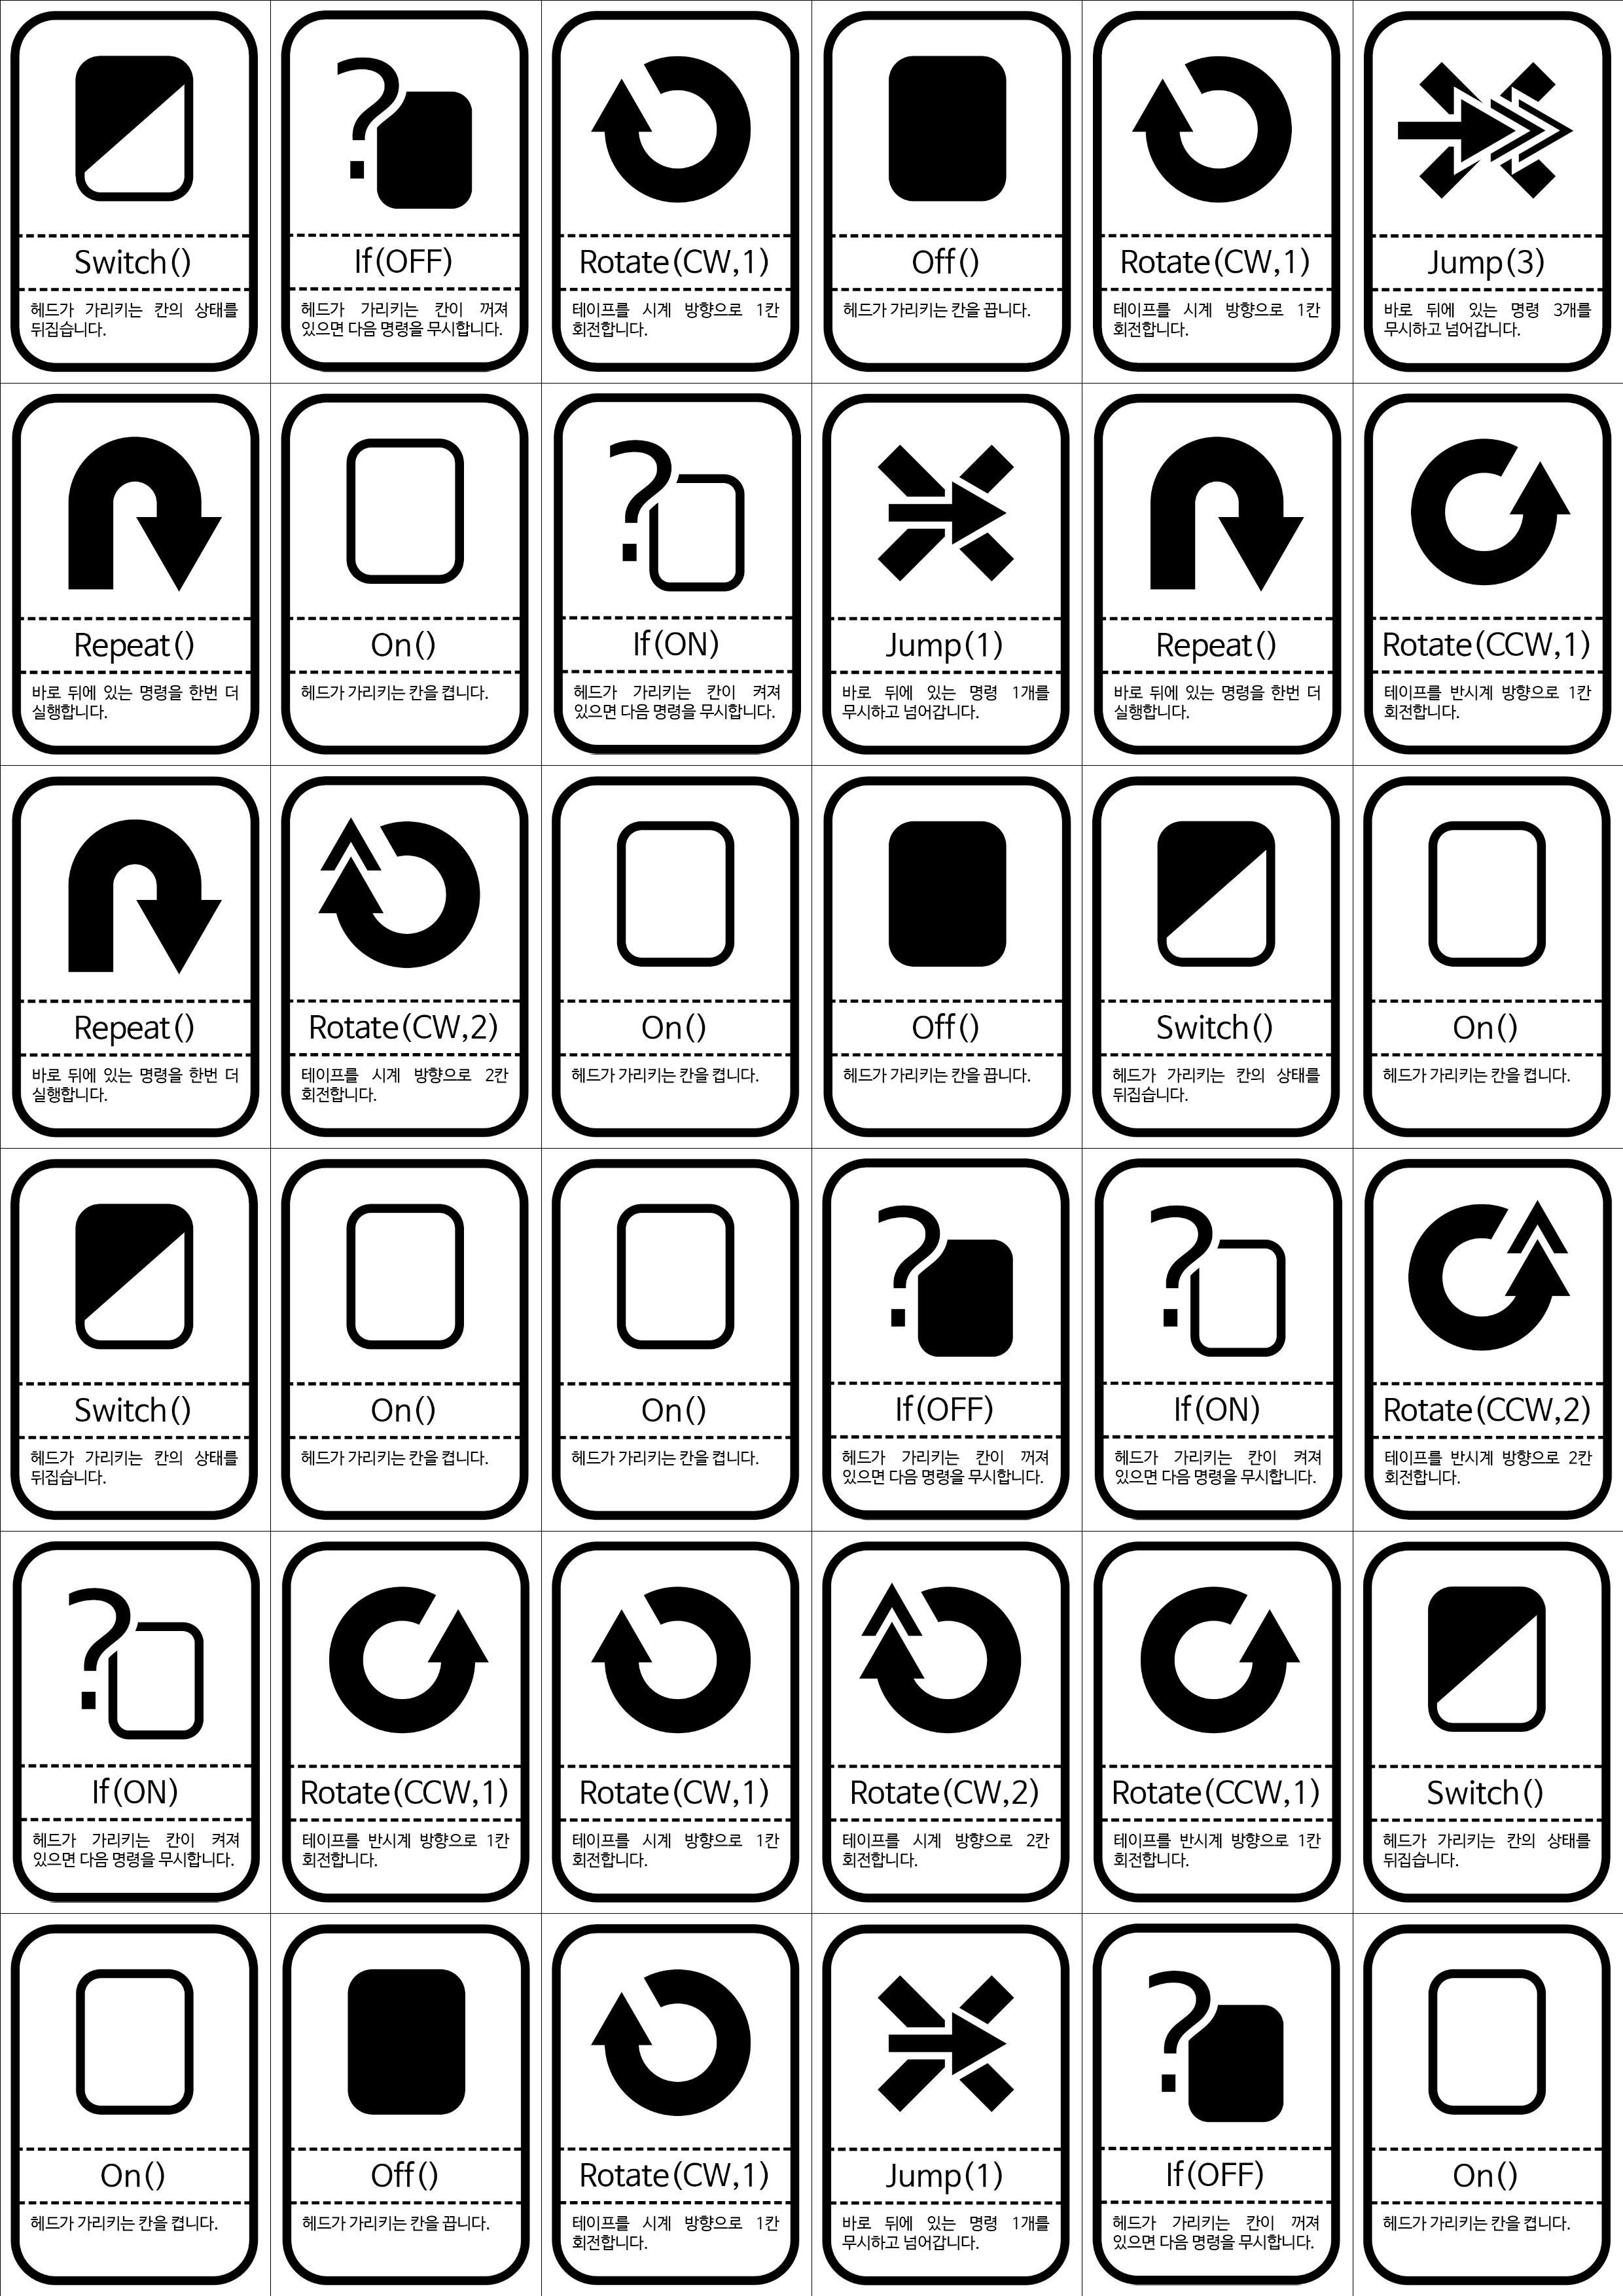 Switch()
헤드가 가리키는 칸의 상태를
뒤집습니다.
If(OFF)
헤드가 가리키는 칸이 꺼져
있으면 다음 명령을 무시합니다.
Rotate(CW,1)
테이프를 시계 방향으로 1칸
회전합니다.
Off()
헤드가 가리키는 칸을 끕니다.
Rotate(CW,1)
테이프를 시계 방향으로 1칸
회전합니다.
Jump(3)
바로 뒤에 있는 명령 3개를
무시하고 넘어갑니다.
Repeat()
바로 뒤에 있는 명령을 한번 더
실행합니다.
On()
헤드가 가리키는 칸을 켭니다.
If(ON)
헤드가 가리키는 칸이 켜져
있으면 다음 명령을 무시합니다.
Jump(1)
바로 뒤에 있는 명령 1개를
무시하고 넘어갑니다.
Repeat()
바로 뒤에 있는 명령을 한번 더
실행합니다.
Rotate(CCW,1)
테이프를 반시계 방향으로 1칸
회전합니다.
Repeat()
바로 뒤에 있는 명령을 한번 더
실행합니다.
Rotate(CW,2)
테이프를 시계 방향으로 2칸
회전합니다.
On()
헤드가 가리키는 칸을 켭니다.
Off()
헤드가 가리키는 칸을 끕니다.
Switch()
헤드가 가리키는 칸의 상태를
뒤집습니다.
On()
헤드가 가리키는 칸을 켭니다.
Switch()
헤드가 가리키는 칸의 상태를
뒤집습니다.
On()
헤드가 가리키는 칸을 켭니다.
On()
헤드가 가리키는 칸을 켭니다.
If(OFF)
헤드가 가리키는 칸이 꺼져
있으면 다음 명령을 무시합니다.
If(ON)
헤드가 가리키는 칸이 켜져
있으면 다음 명령을 무시합니다.
Rotate(CCW,2)
테이프를 반시계 방향으로 2칸
회전합니다.
If(ON)
헤드가 가리키는 칸이 켜져
있으면 다음 명령을 무시합니다.
Rotate(CCW,1)
테이프를 반시계 방향으로 1칸
회전합니다.
Rotate(CW,1)
테이프를 시계 방향으로 1칸
회전합니다.
Rotate(CW,2)
테이프를 시계 방향으로 2칸
회전합니다.
Rotate(CCW,1)
테이프를 반시계 방향으로 1칸
회전합니다.
Switch()
헤드가 가리키는 칸의 상태를
뒤집습니다.
On()
헤드가 가리키는 칸을 켭니다.
Off()
헤드가 가리키는 칸을 끕니다.
Rotate(CW,1)
테이프를 시계 방향으로 1칸
회전합니다.
Jump(1)
바로 뒤에 있는 명령 1개를
무시하고 넘어갑니다.
If(OFF)
헤드가 가리키는 칸이 꺼져
있으면 다음 명령을 무시합니다.
On()
헤드가 가리키는 칸을 켭니다.